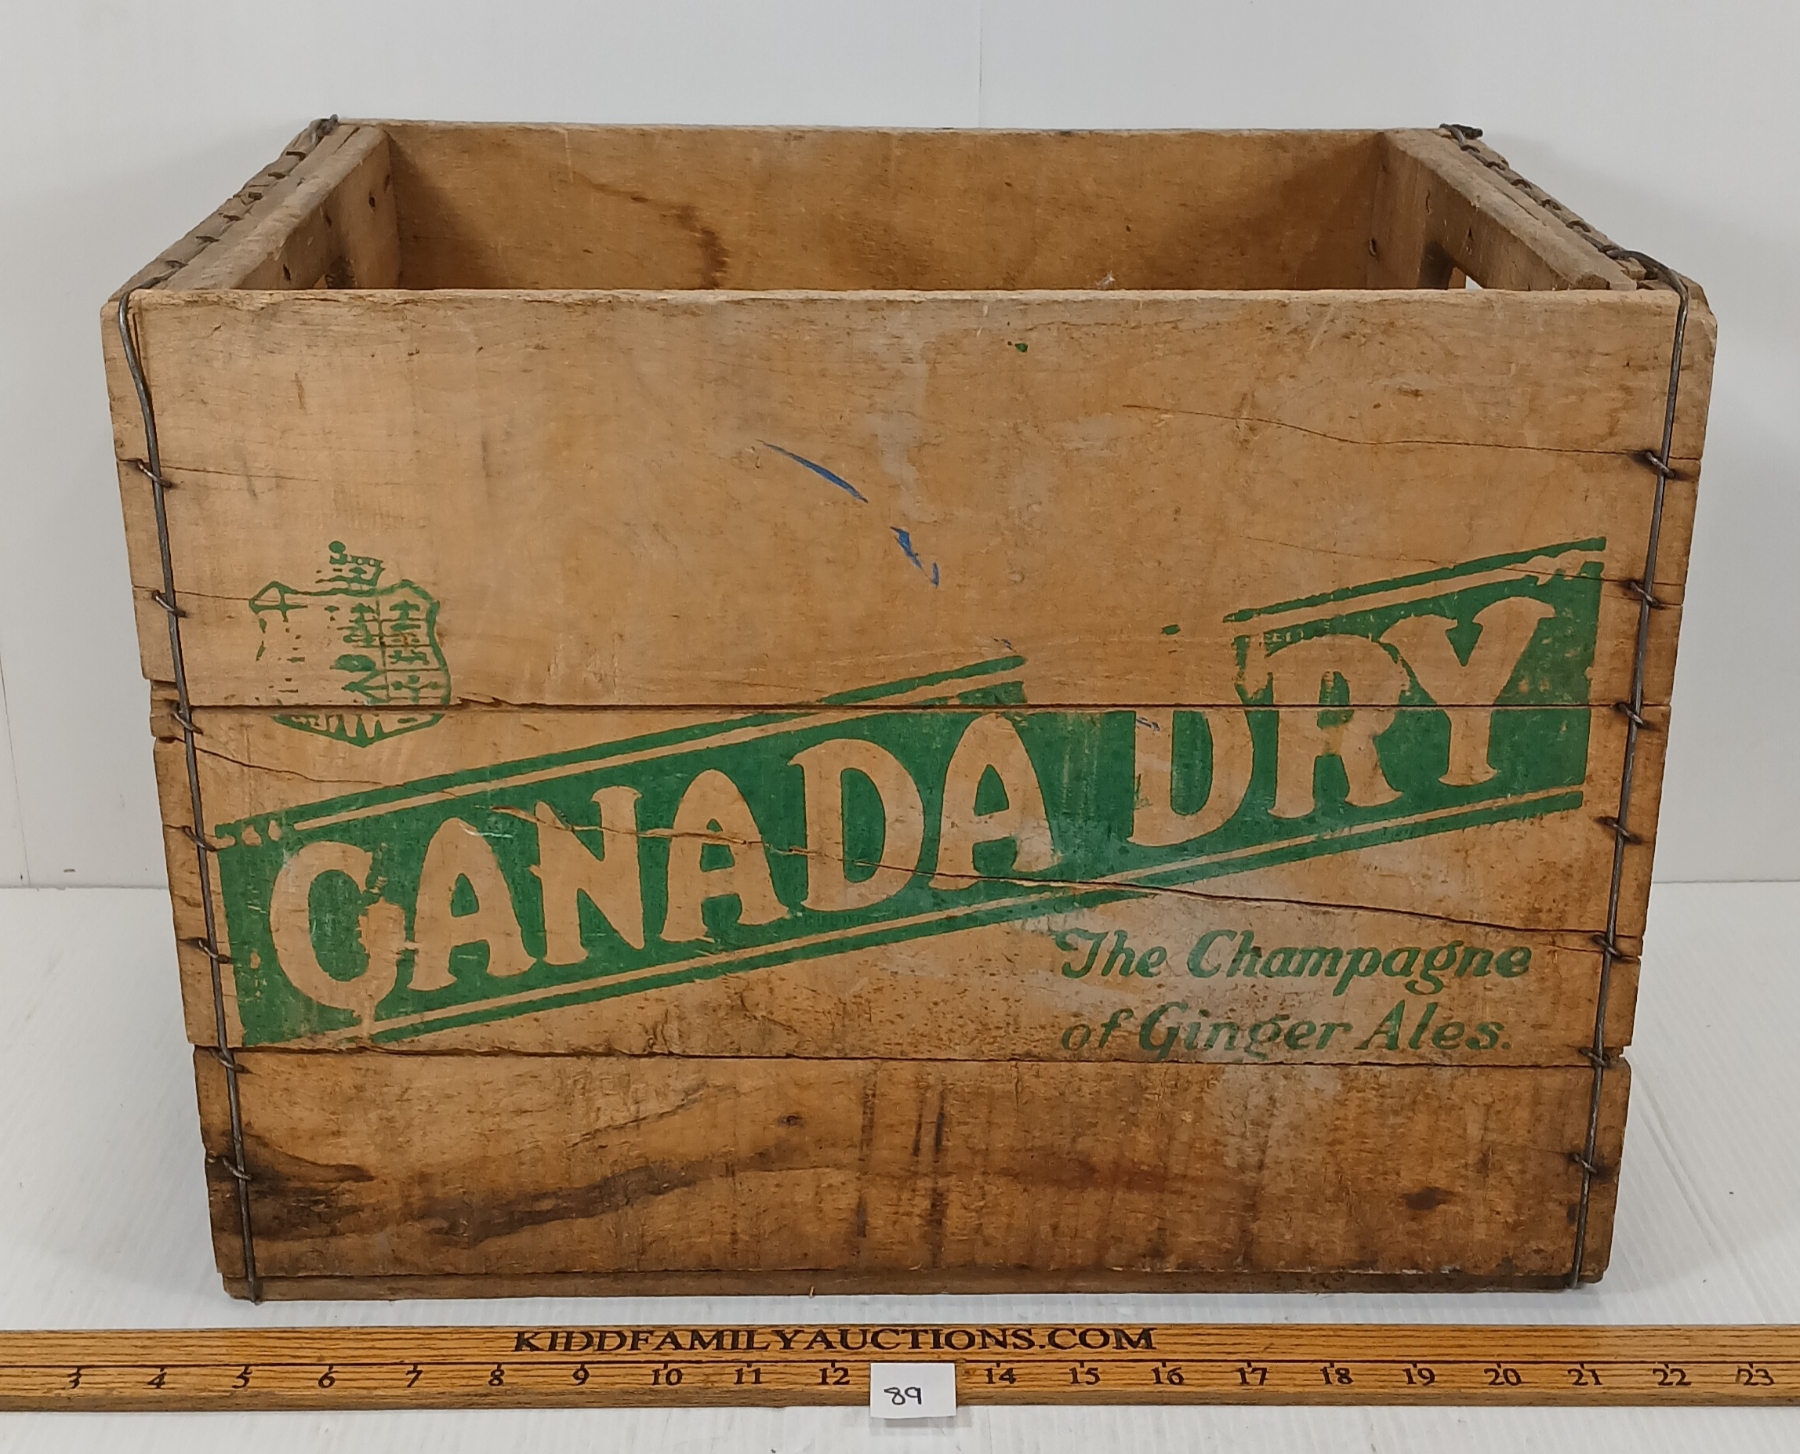 CANADA DRY
The Champagne
of Ginger Ales.
KIDDFAMILYAUCTIONS.COM
3 4 5 6 7 8 9 10 11 12 14 15 16 17 18 19 20 21 22 23
89